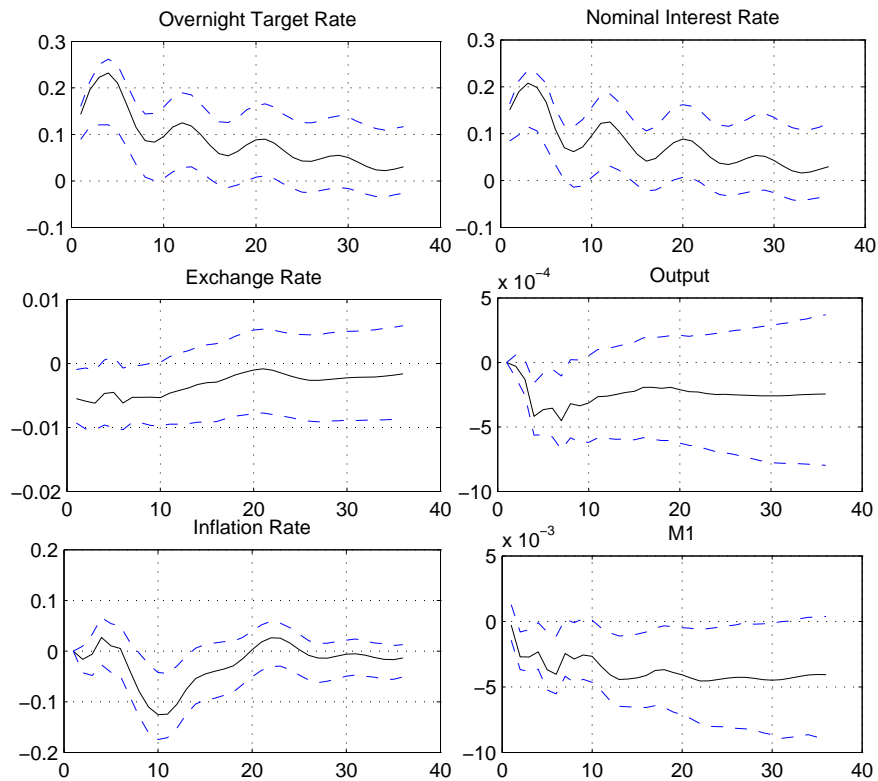 Overnight Target Rate
0.3
0.2
0.1
0
−0.1
0 10 20 30 40
Nominal Interest Rate
0.3
0.2
0.1
0
−0.1
0 10 20 30 40
Exchange Rate
0.01
0
−0.01
−0.02
0 10 20 30 40
Output
x 10⁻⁴
5
0
−5
−10
0 10 20 30 40
Inflation Rate
0.2
0.1
0
−0.1
−0.2
0 10 20 30 40
M1
x 10⁻³
5
0
−5
−10
0 10 20 30 40